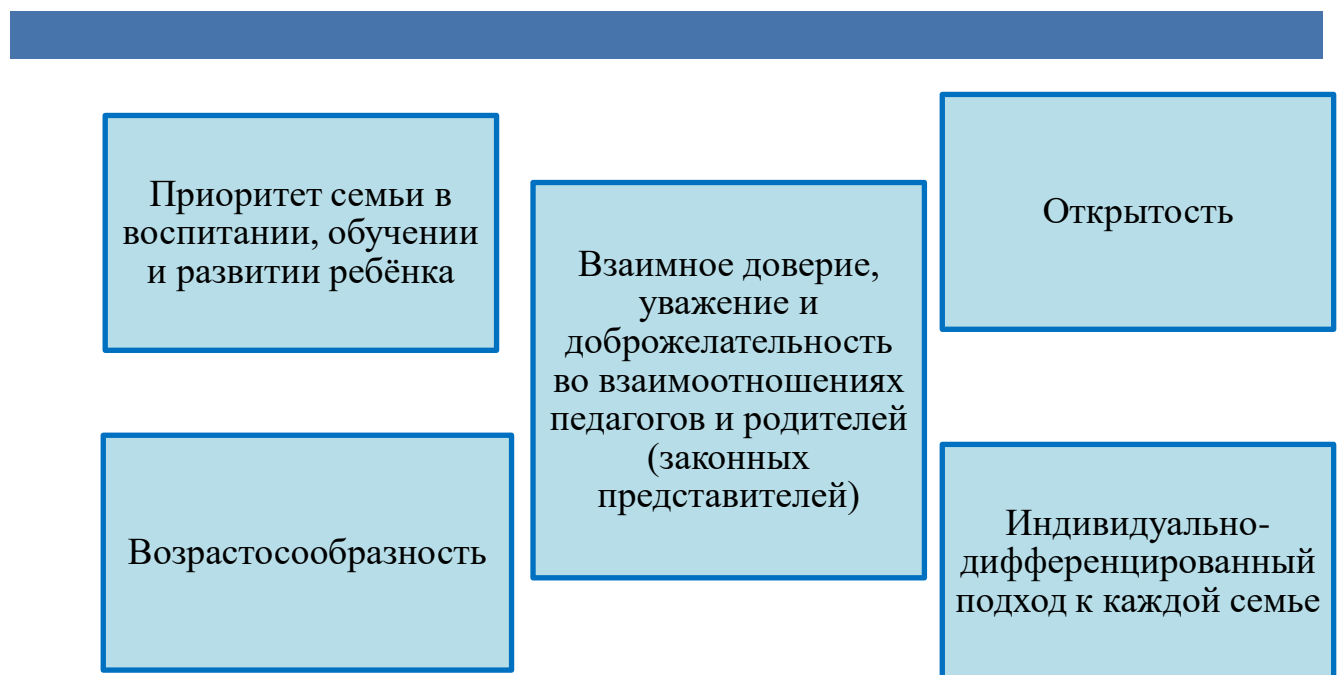 Приоритет семьи в
воспитании, обучении
и развитии ребёнка
Взаимное доверие,
уважение и
доброжелательность
во взаимоотношениях
педагогов и родителей
(законных
представителей)
Открытость
Возрастосообразность
Индивидуально-
дифференцированный
подход к каждой семье